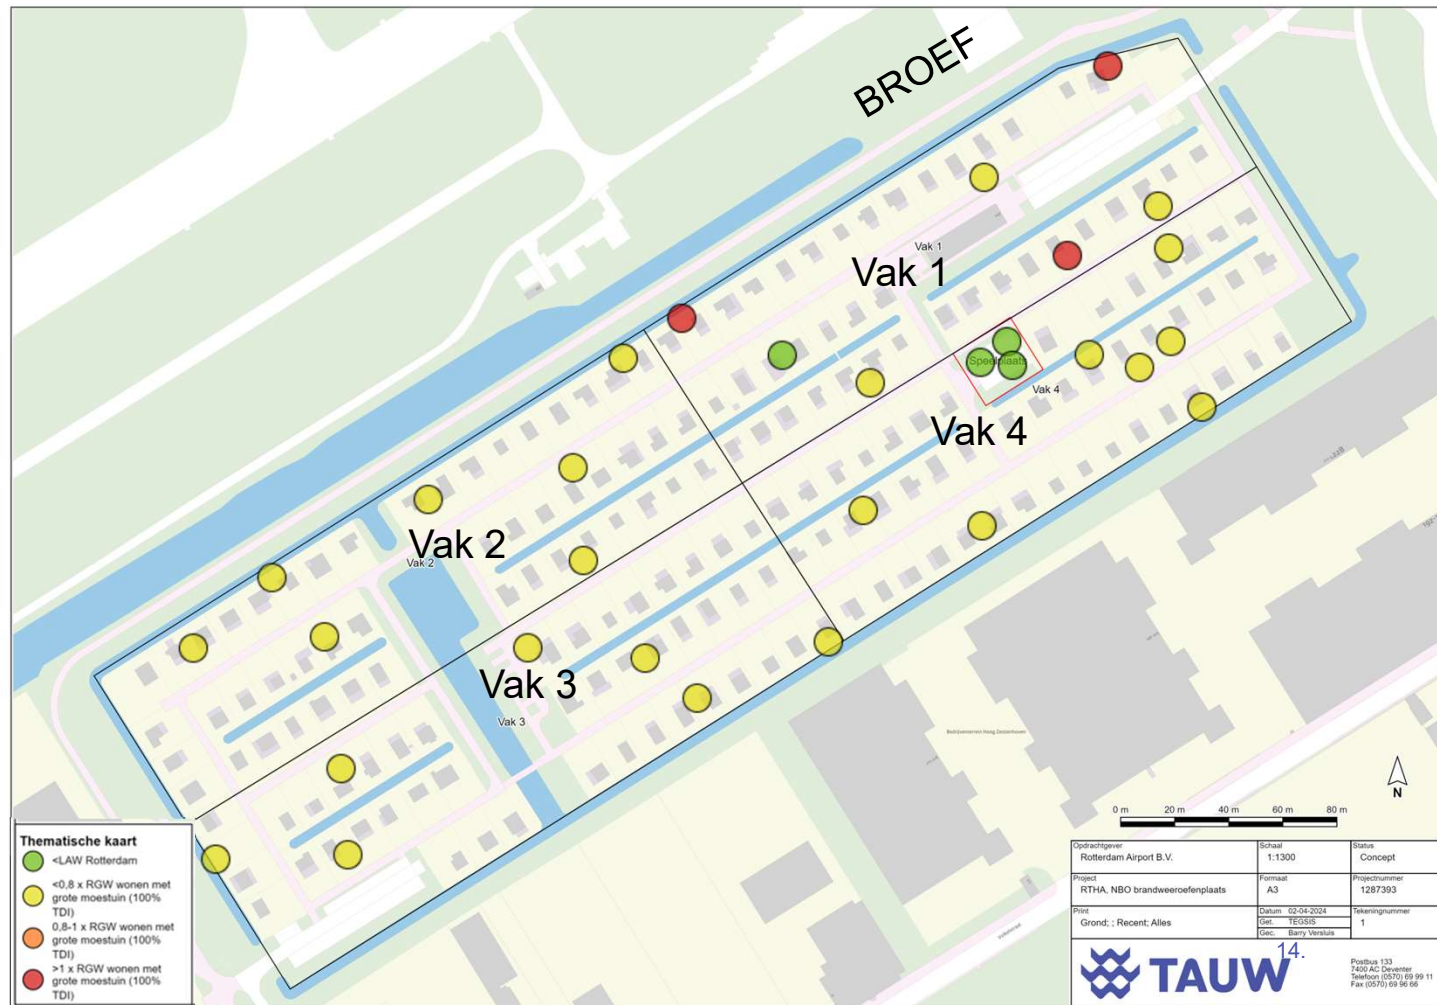 BROEF
Vak 1
Vak 1
Speelplaats
Vak 4
Vak 4
Vak 2
Vak 2
Vak 3
Vak 3
Bedrijventerrein Hoog Zestienhoven
N
0 m 20 m 40 m 60 m 80 m
Thematische kaart
<LAW Rotterdam
<0,8 x RGW wonen met
grote moestuin (100%
TDI)
0,8-1 x RGW wonen met
grote moestuin (100%
TDI)
>1 x RGW wonen met
grote moestuin (100%
TDI)
Opdrachtgever
Rotterdam Airport B.V.
Schaal
1:1300
Status
Concept
Project
RTHA, NBO brandweeroefenplaats
Formaat
A3
Projectnummer
1287393
Print
Grond; ; Recent; Alles
Datum 02-04-2024
Get. TEGSIS
Gec. Barry Versluis
Tekeningnummer
1
14.
TAUW
Postbus 133
7400 AC Deventer
Telefoon (0570) 69 99 11
Fax (0570) 69 96 66